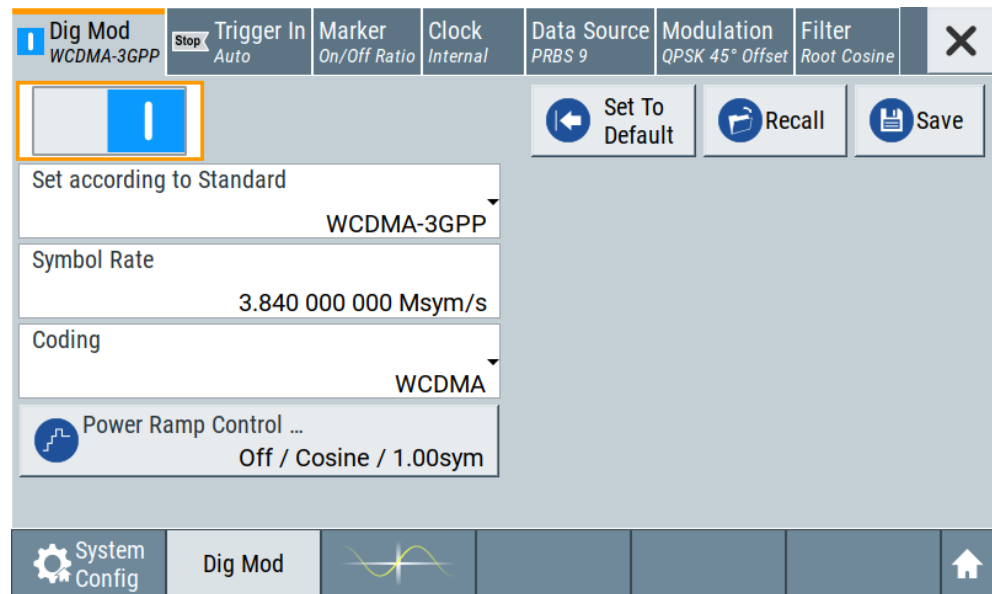 Dig Mod
WCDMA-3GPP
Stop
Trigger In
Auto
Marker
On/Off Ratio
Clock
Internal
Data Source
PRBS 9
Modulation
QPSK 45° Offset
Filter
Root Cosine
Set To
Default
Recall
Save
Set according to Standard
WCDMA-3GPP
Symbol Rate
3.840 000 000 Msym/s
Coding
WCDMA
Power Ramp Control ...
Off / Cosine / 1.00sym
System
Config
Dig Mod